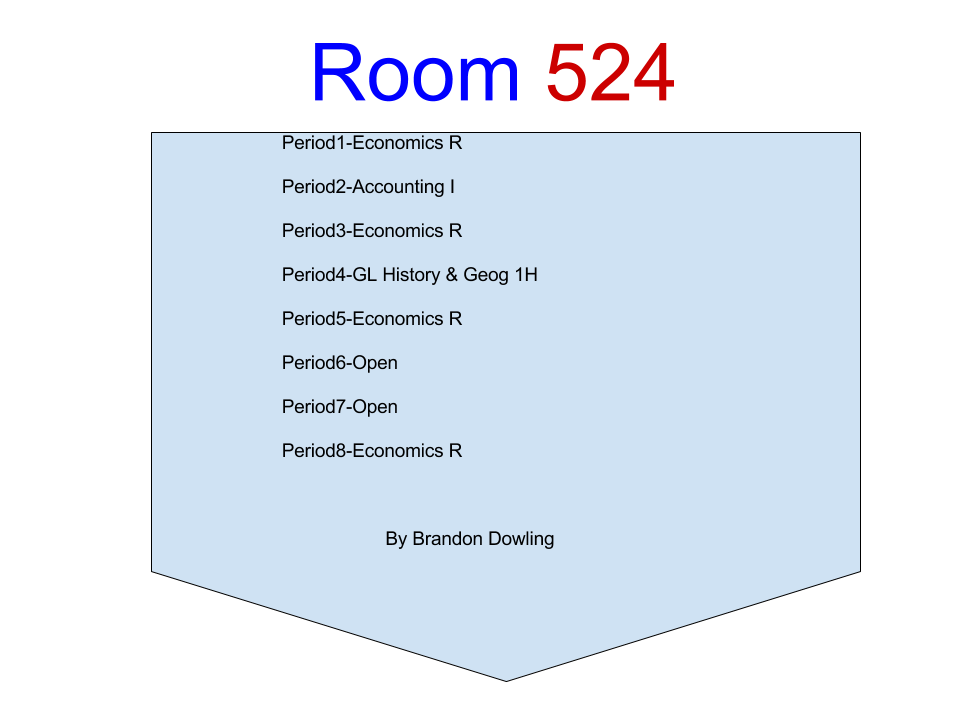 Room 524
Period1-Economics R
Period2-Accounting I
Period3-Economics R
Period4-GL History & Geog 1H
Period5-Economics R
Period6-Open
Period7-Open
Period8-Economics R
By Brandon Dowling